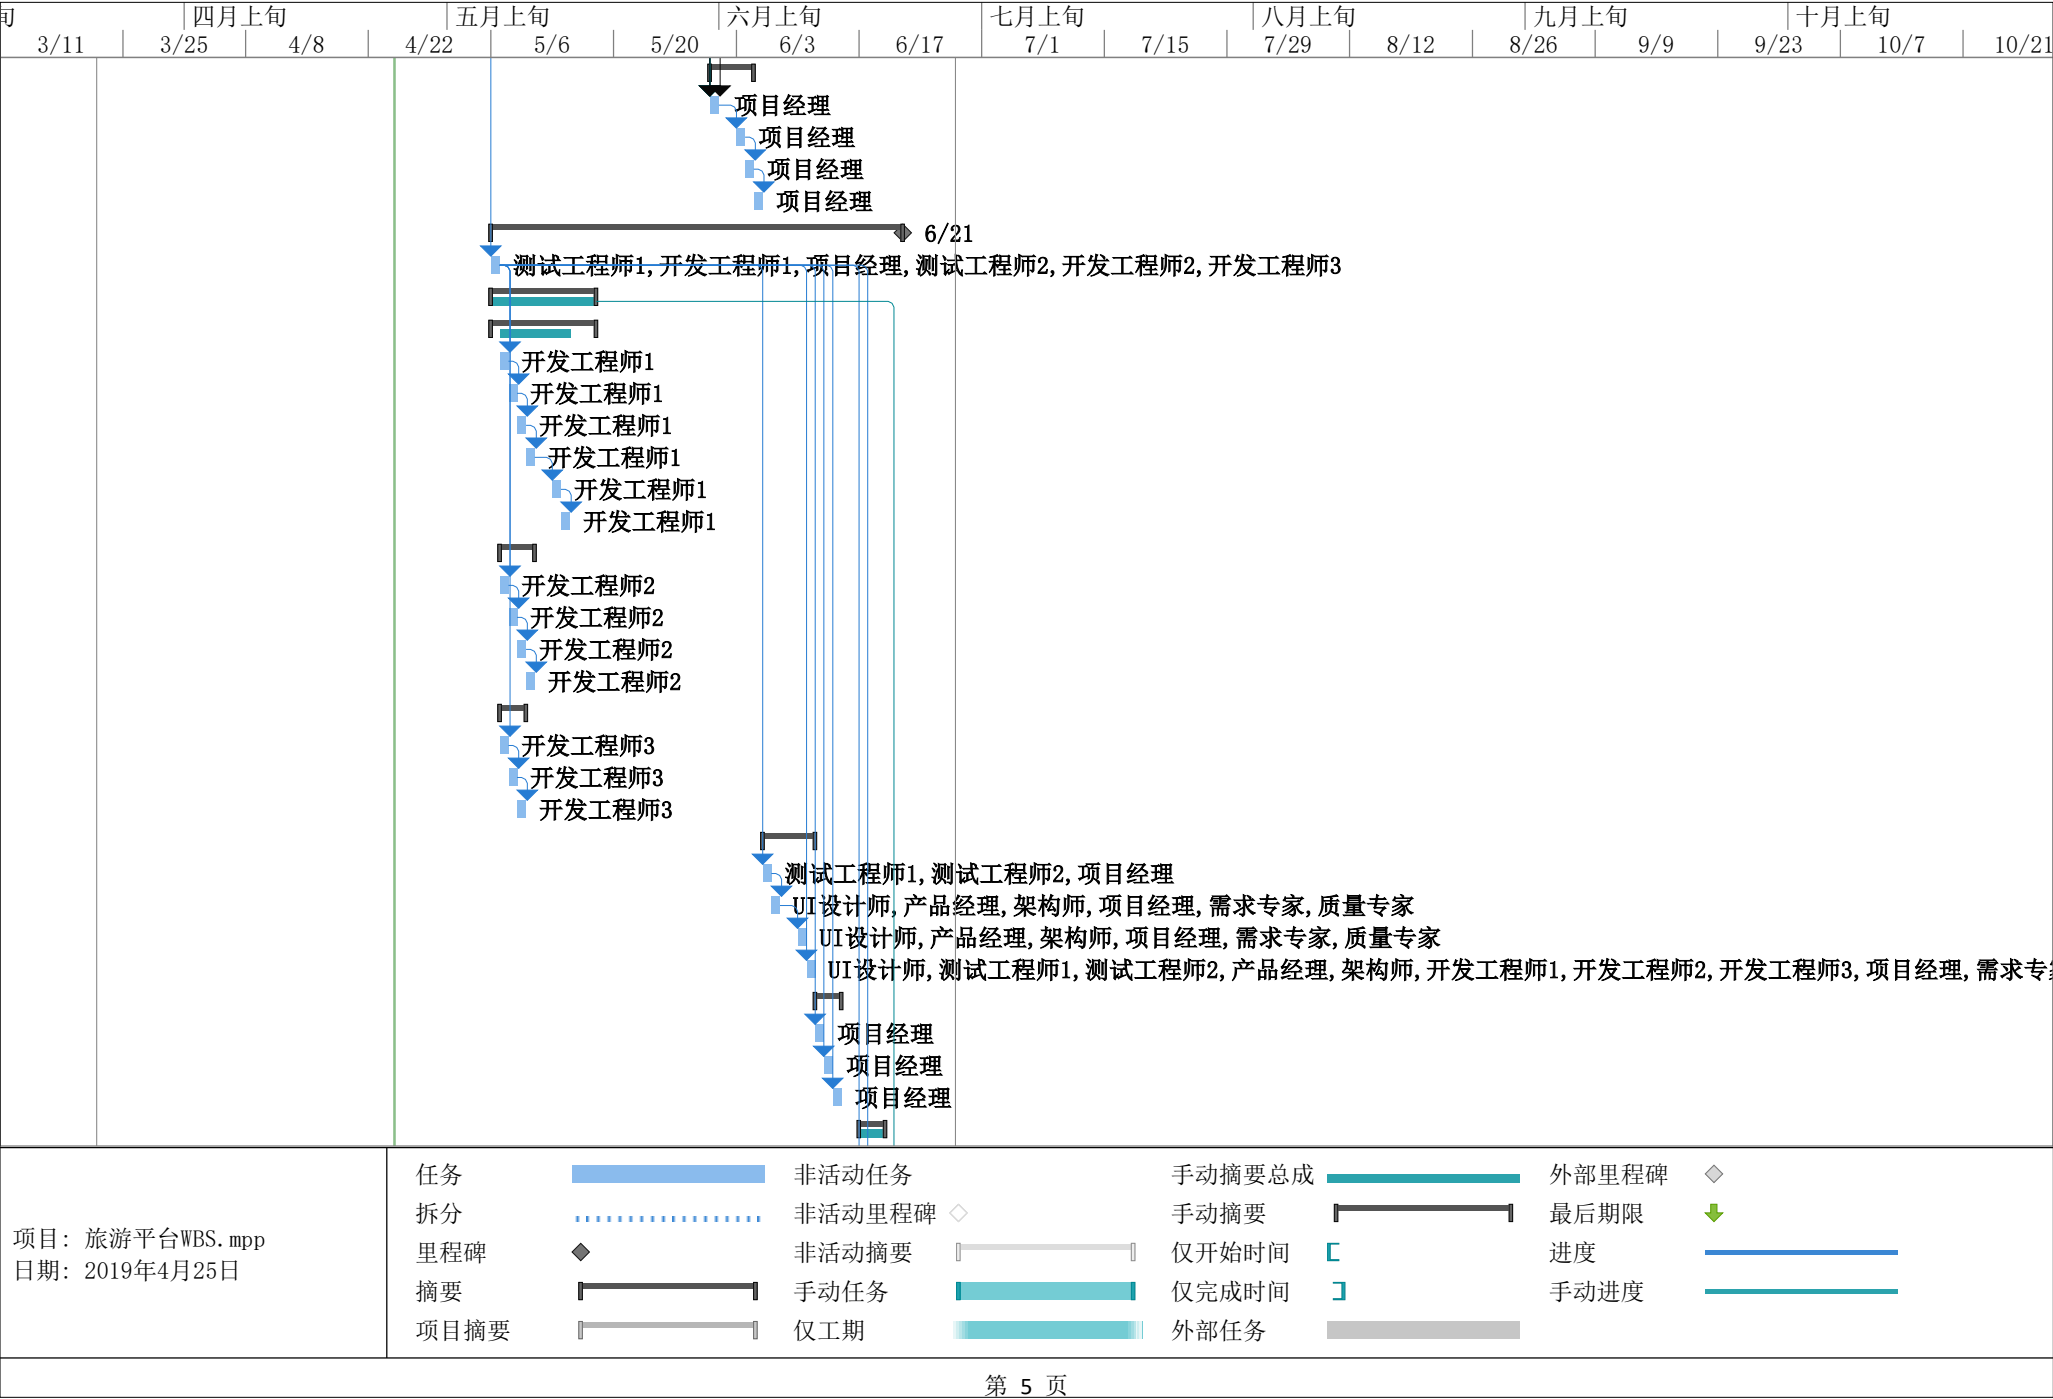 旬 四月上旬 五月上旬 六月上旬 七月上旬 八月上旬 九月上旬 十月上旬
3/11 3/25 4/8 4/22 5/6 5/20 6/3 6/17 7/1 7/15 7/29 8/12 8/26 9/9 9/23 10/7 10/21
项目经理
项目经理
项目经理
项目经理
6/21
测试工程师1,开发工程师1,项目经理,测试工程师2,开发工程师2,开发工程师3
开发工程师1
开发工程师1
开发工程师1
开发工程师1
开发工程师1
开发工程师1
开发工程师2
开发工程师2
开发工程师2
开发工程师2
开发工程师3
开发工程师3
开发工程师3
测试工程师1,测试工程师2,项目经理
UI设计师,产品经理,架构师,项目经理,需求专家,质量专家
UI设计师,产品经理,架构师,项目经理,需求专家,质量专家
UI设计师,测试工程师1,测试工程师2,产品经理,架构师,开发工程师1,开发工程师2,开发工程师3,项目经理,需求专
项目经理
项目经理
项目经理
项目: 旅游平台WBS.mpp
日期: 2019年4月25日
任务 非活动任务 手动摘要总成 外部里程碑
拆分 非活动里程碑 手动摘要 最后期限
里程碑 非活动摘要 仅开始时间 进度
摘要 手动任务 仅完成时间 手动进度
项目摘要 仅工期 外部任务
第 5 页